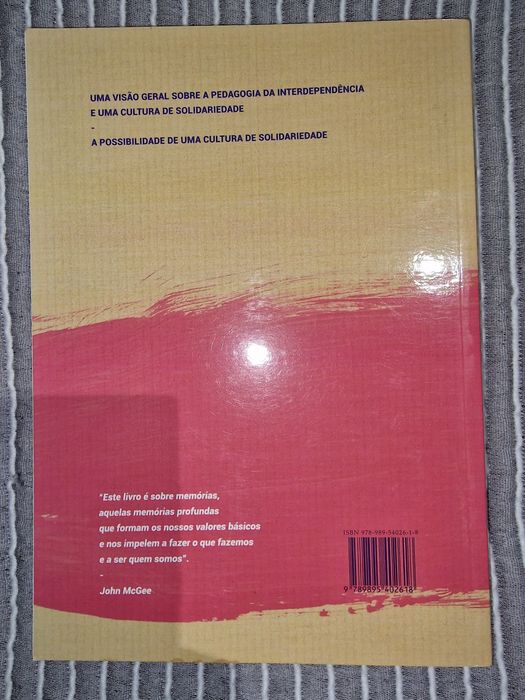 UMA VISÃO GERAL SOBRE A PEDAGOGIA DA INTERDEPENDÊNCIA
E UMA CULTURA DE SOLIDARIEDADE
-
A POSSIBILIDADE DE UMA CULTURA DE SOLIDARIEDADE
"Este livro é sobre memórias,
aquelas memórias profundas
que formam os nossos valores básicos
e nos impelem a fazer o que fazemos
e a ser quem somos".
-
John McGee
ISBN 978-989-54026-1-8
9 789895 402618